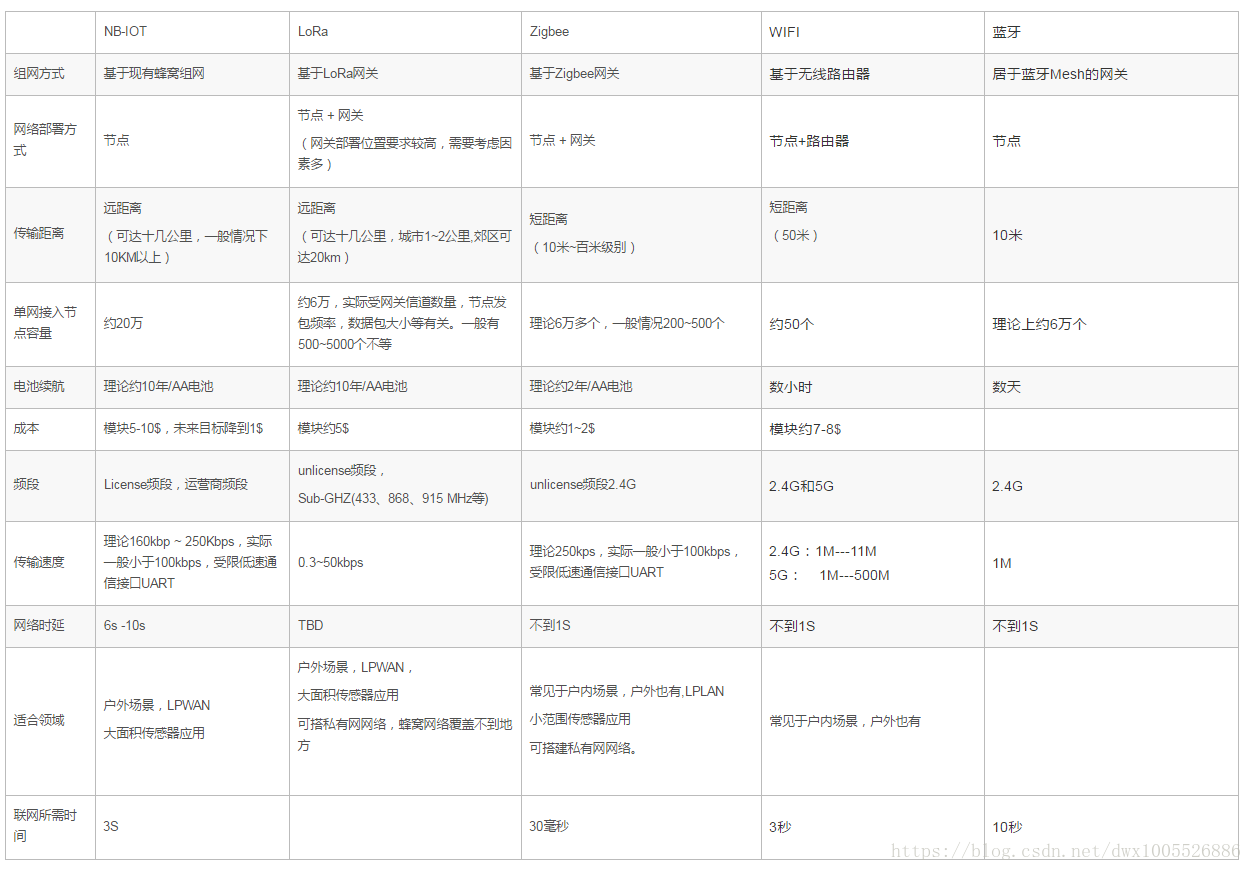 NB-IOT
LoRa
Zigbee
WIFI
蓝牙
组网方式
基于现有蜂窝组网
基于LoRa网关
基于Zigbee网关
基于无线路由器
居于蓝牙Mesh的网关
网络部署方
式
节点
节点 + 网关
（网关部署位置要求较高，需要考虑因
素多）
节点 + 网关
节点+路由器
节点
传输距离
远距离
（可达十几公里，一般情况下
10KM以上）
远距离
（可达十几公里，城市1~2公里,郊区可
达20km）
短距离
（10米~百米级别）
短距离
（50米）
10米
单网接入节
点容量
约20万
约6万，实际受网关信道数量，节点发
包频率，数据包大小等有关。一般有
500~5000个不等
理论6万多个，一般情况200~500个
约50个
理论上约6万个
电池续航
理论约10年/AA电池
理论约10年/AA电池
理论约2年/AA电池
数小时
数天
成本
模块5-10$，未来目标降到1$
模块约5$
模块约1~2$
模块约7-8$
频段
License频段，运营商频段
unlicense频段，
Sub-GHZ(433、868、915 MHz等)
unlicense频段2.4G
2.4G和5G
2.4G
传输速度
理论160kbp ~ 250Kbps，实际
一般小于100kbps，受限低速通
信接口UART
0.3~50kbps
理论250kps，实际一般小于100kbps，
受限低速通信接口UART
2.4G：1M---11M
5G： 1M---500M
1M
网络时延
6s -10s
TBD
不到1S
不到1S
不到1S
适合领域
户外场景，LPWAN
大面积传感器应用
户外场景，LPWAN，
大面积传感器应用
可搭私有网网络，蜂窝网络覆盖不到地
方
常见于户内场景，户外也有,LPLAN
小范围传感器应用
可搭建私有网网络。
常见于户内场景，户外也有
联网所需时
间
3S
30毫秒
3秒
10秒
https://blog.csdn.net/dwx1005526886